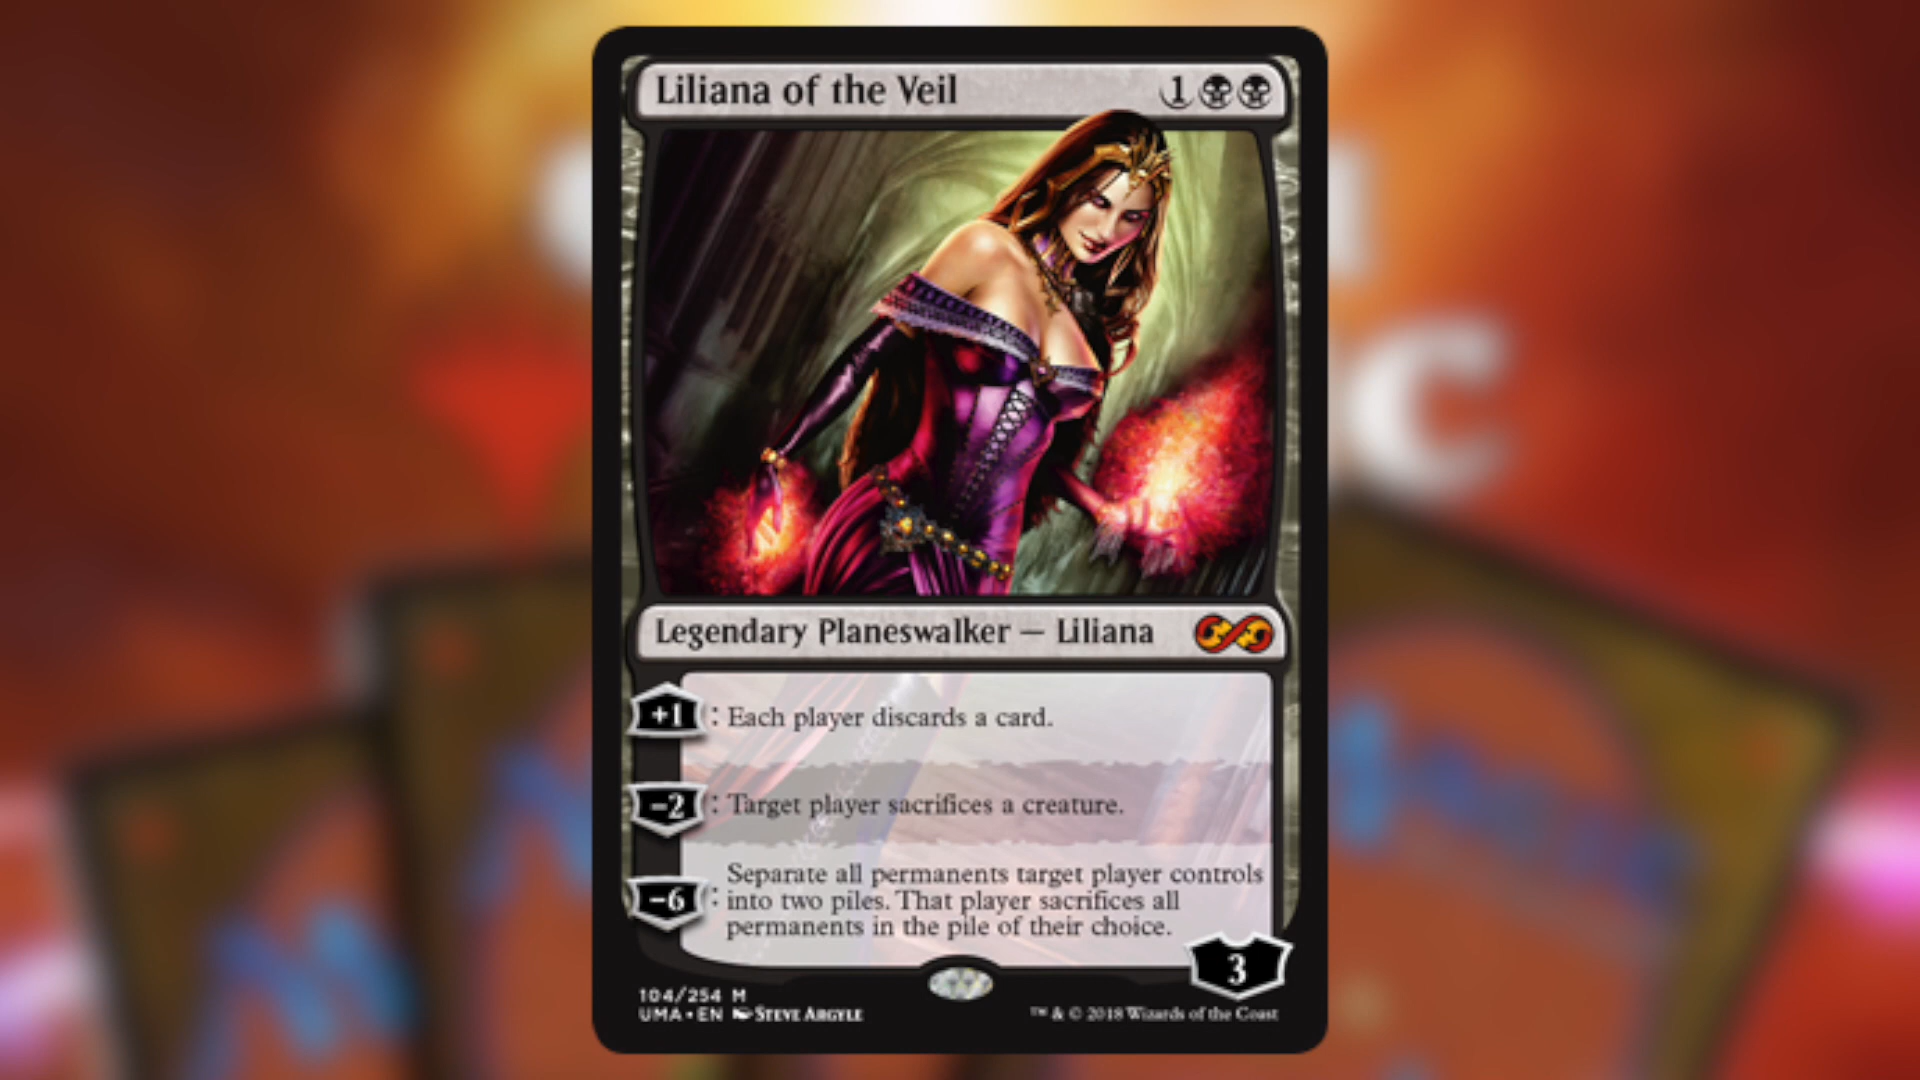 Liliana of the Veil 1
Legendary Planeswalker — Liliana
+1 : Each player discards a card.
−2 : Target player sacrifices a creature.
Separate all permanents target player controls
−6 : into two piles. That player sacrifices all
permanents in the pile of their choice.
3
104/254 M
UMA • EN Steve Argyle
™ & © 2018 Wizards of the Coast